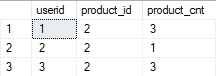 userid product_id product_cnt
1 1 2 3
2 2 2 1
3 3 2 3